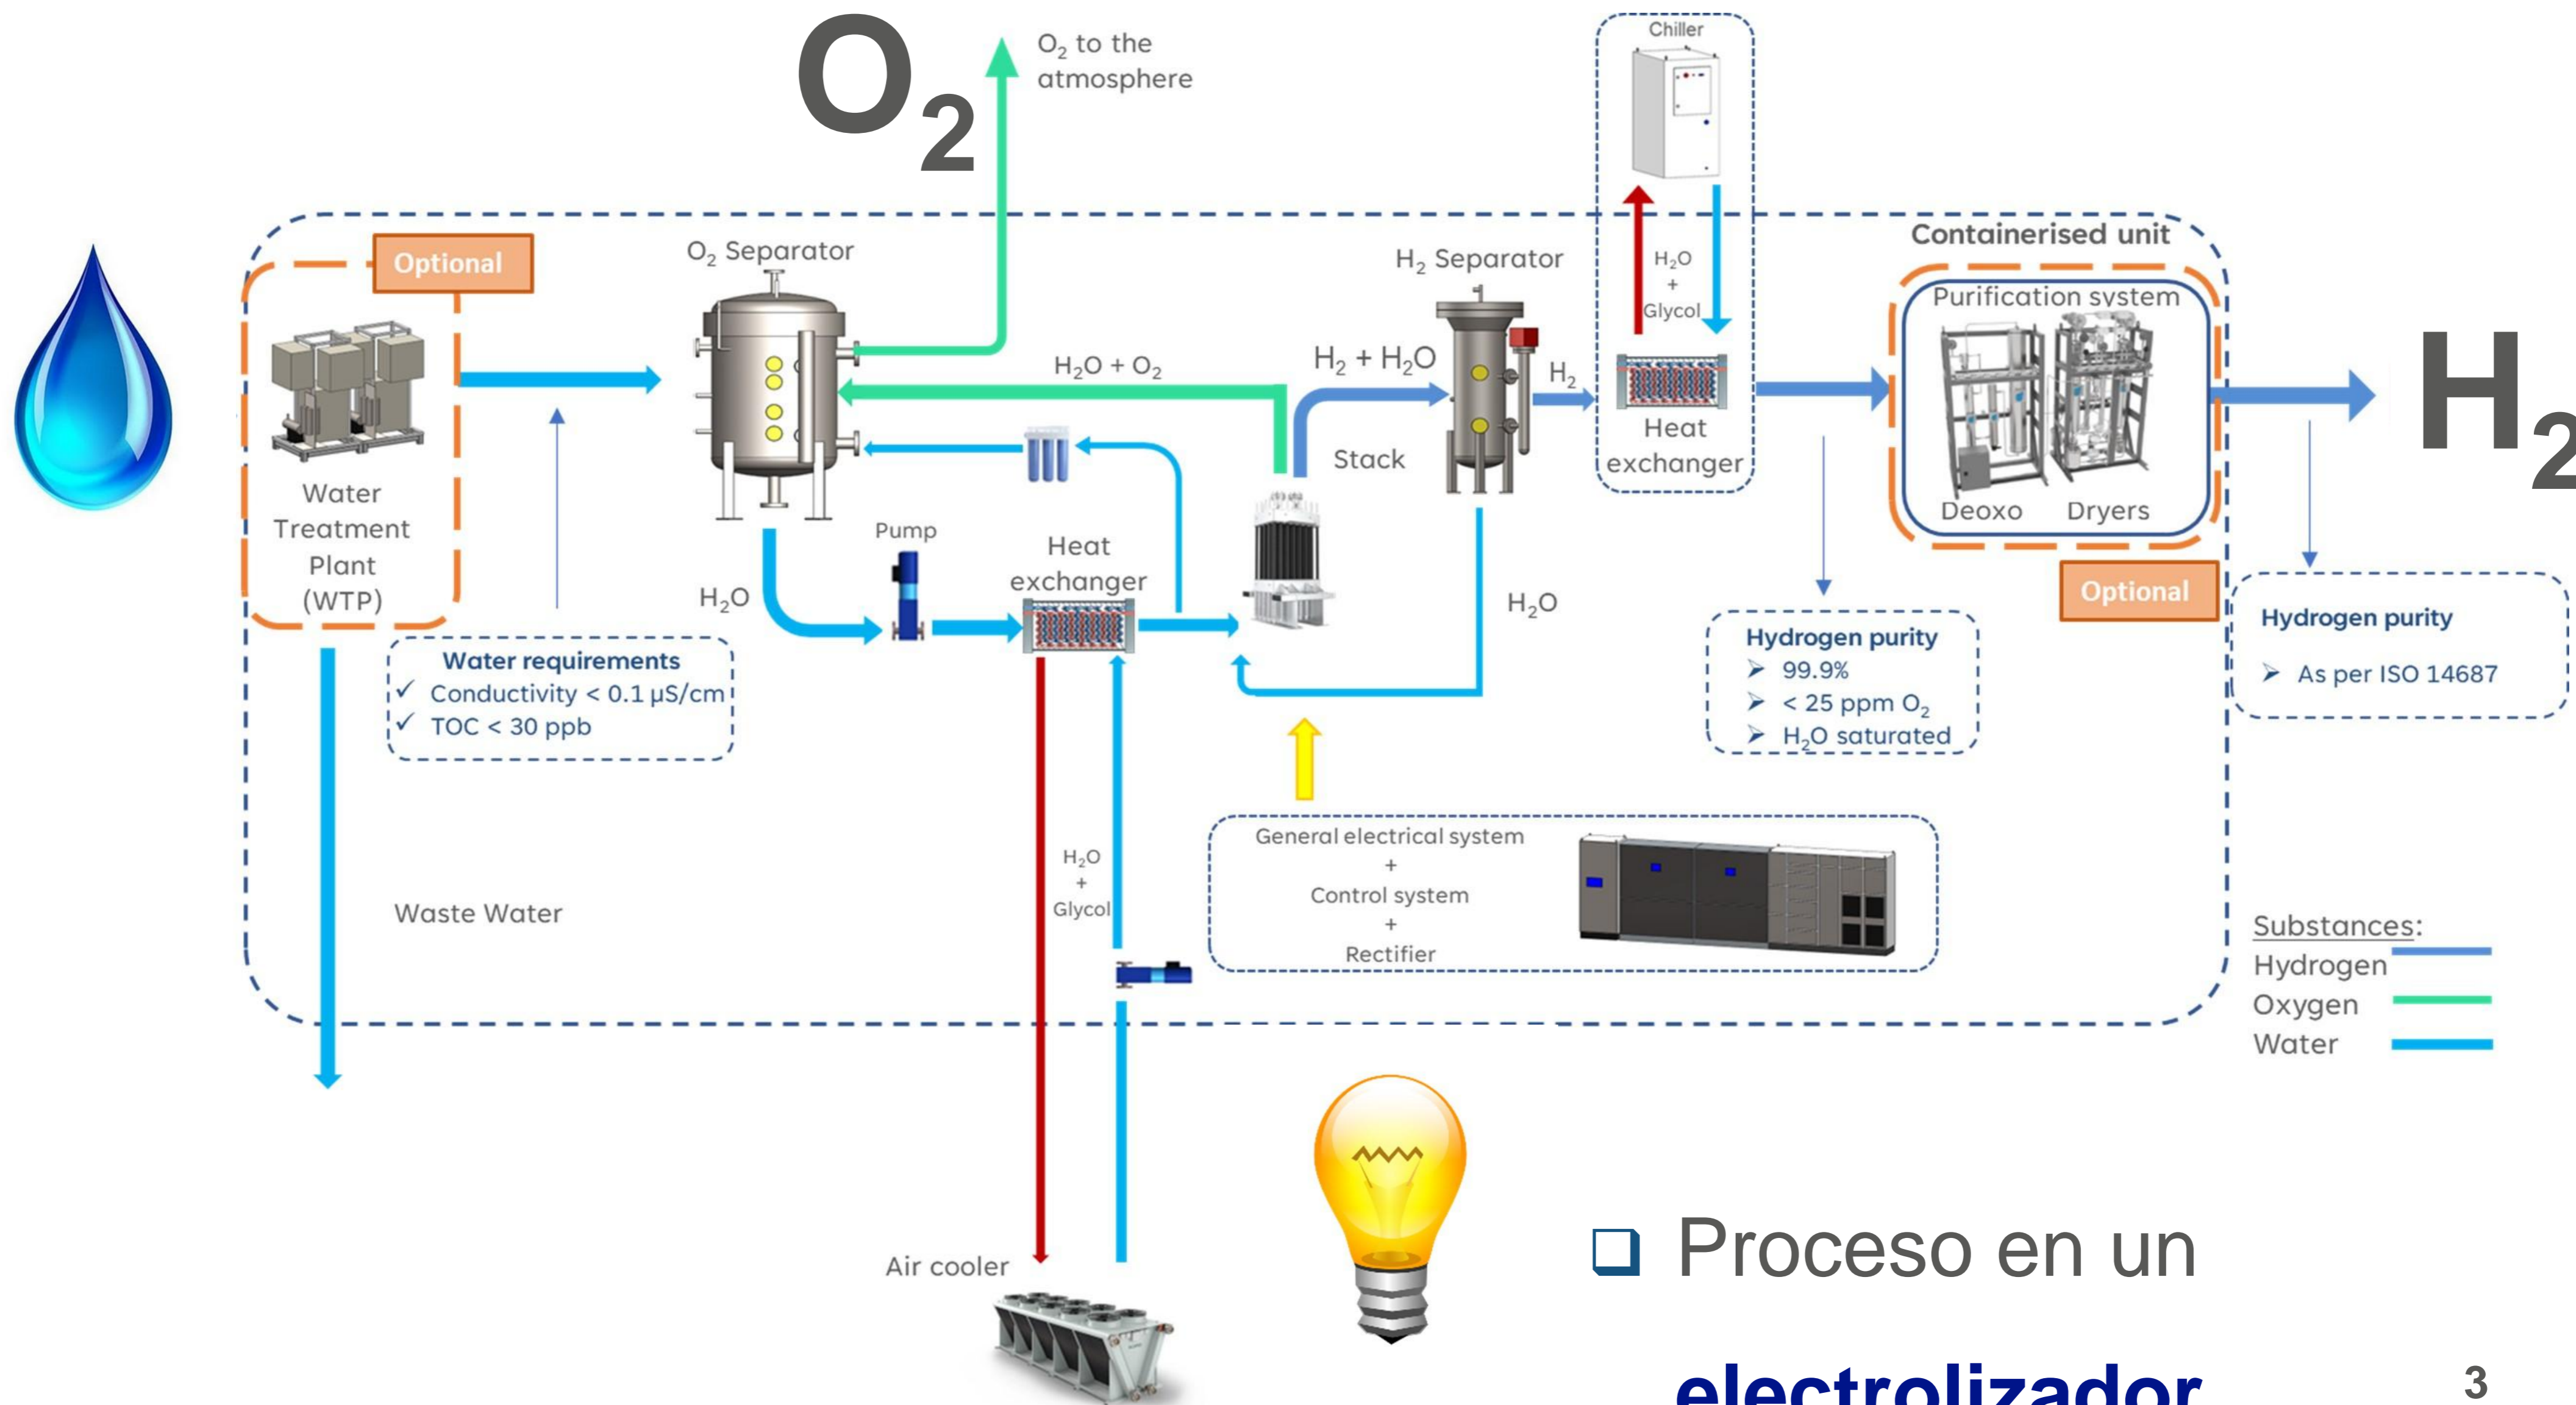 O₂
O₂ to the
atmosphere
Chiller
H₂O
+
Glycol
Heat
exchanger
Optional
Water
Treatment
Plant
(WTP)
O₂ Separator
H₂O + O₂
H₂ + H₂O
Stack
H₂ Separator
H₂
Containerised unit
Purification system
Deoxo Dryers
Optional
H₂
Pump
Heat
exchanger
H₂O
H₂O
Water requirements
✓ Conductivity < 0.1 µS/cm
✓ TOC < 30 ppb
Hydrogen purity
➢ 99.9%
➢ < 25 ppm O₂
➢ H₂O saturated
Hydrogen purity
➢ As per ISO 14687
Waste Water
H₂O
+
Glycol
General electrical system
+
Control system
+
Rectifier
Substances:
Hydrogen
Oxygen
Water
Air cooler
❑ Proceso en un
electrolizador
3